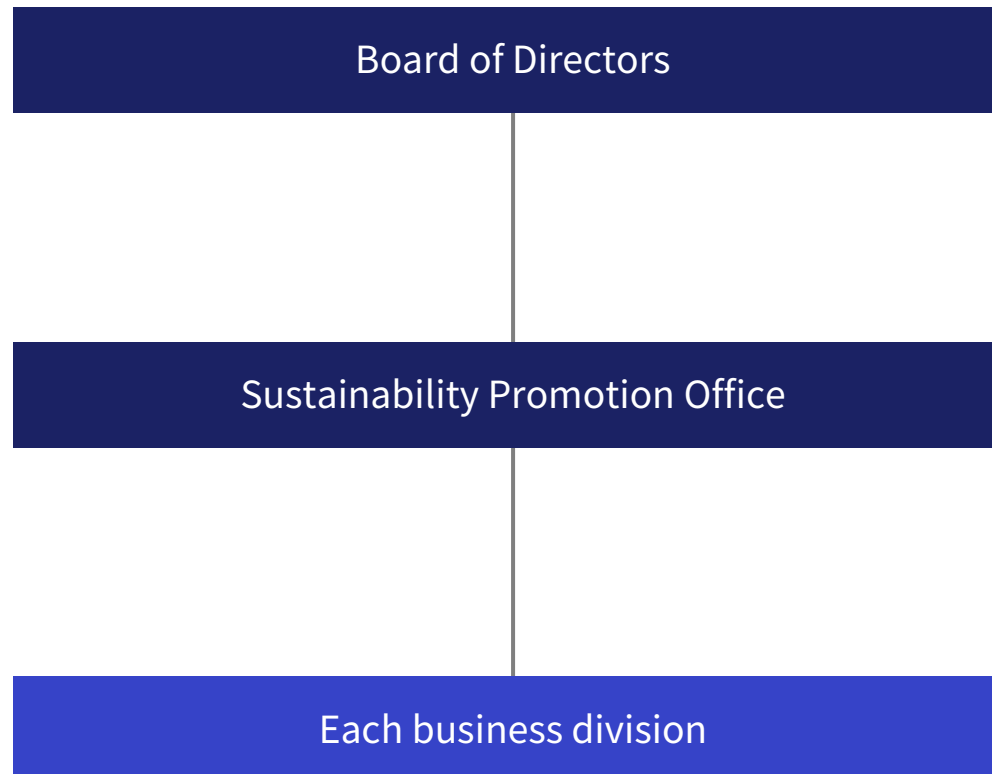 Board of Directors
Sustainability Promotion Office
Each business division